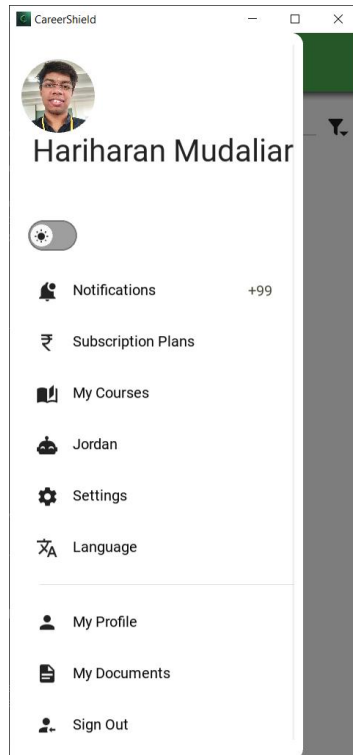 CareerShield
Hariharan Mudaliar
Notifications +99
Subscription Plans
My Courses
Jordan
Settings
Language
My Profile
My Documents
Sign Out